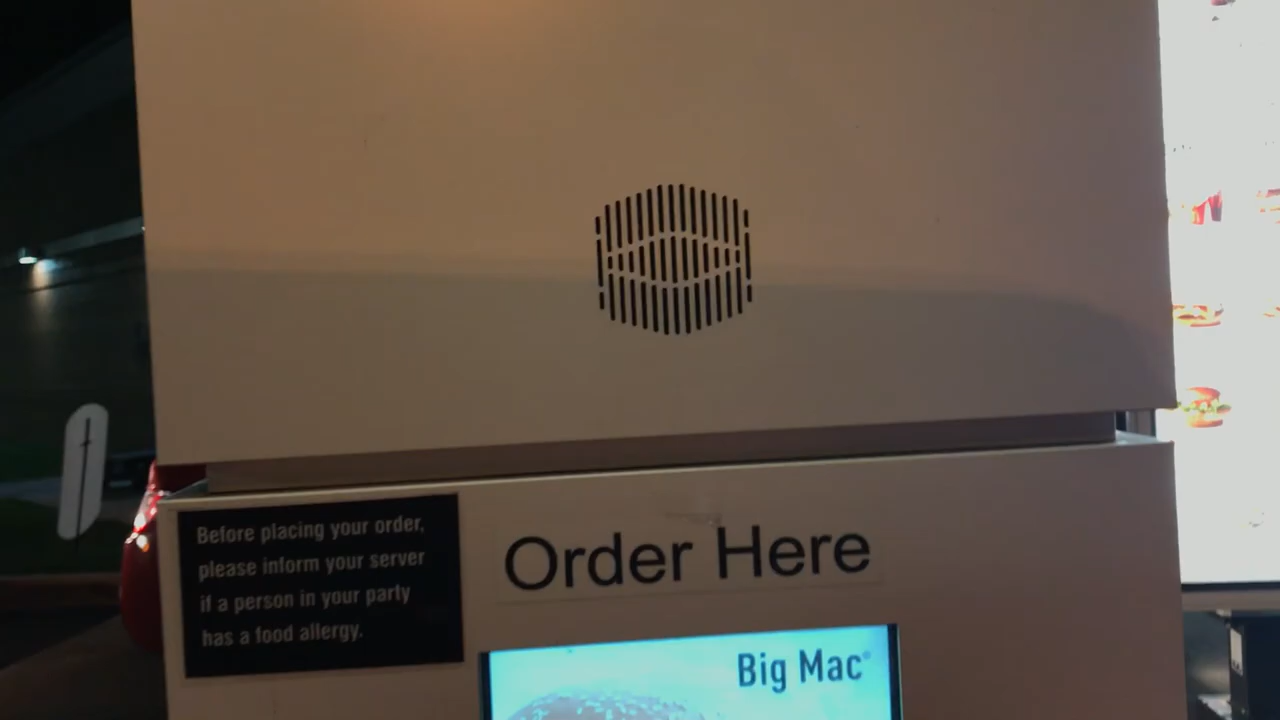 Before placing your order,
please inform your server
if a person in your party
has a food allergy.
Order Here
Big Mac®